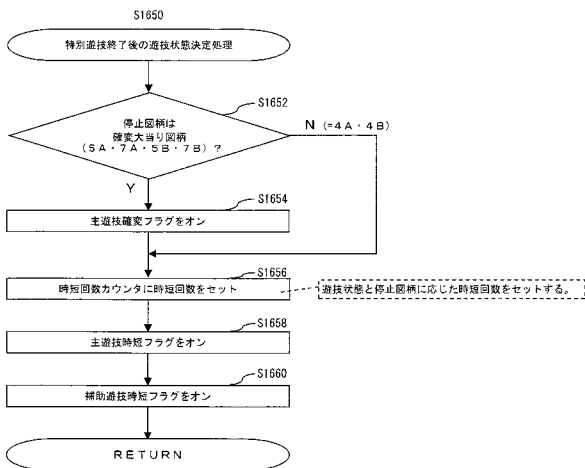 S1650
特別遊技終了後の遊技状態決定処理
S1652
停止図柄は
確変大当り図柄
(5A・7A・5B・7B)?
N (=4A・4B)
Y
S1654
主遊技確変フラグをオン
S1656
時短回数カウンタに時短回数をセット
遊技状態と停止図柄に応じた時短回数をセットする。
S1658
主遊技時短フラグをオン
S1660
補助遊技時短フラグをオン
RETURN